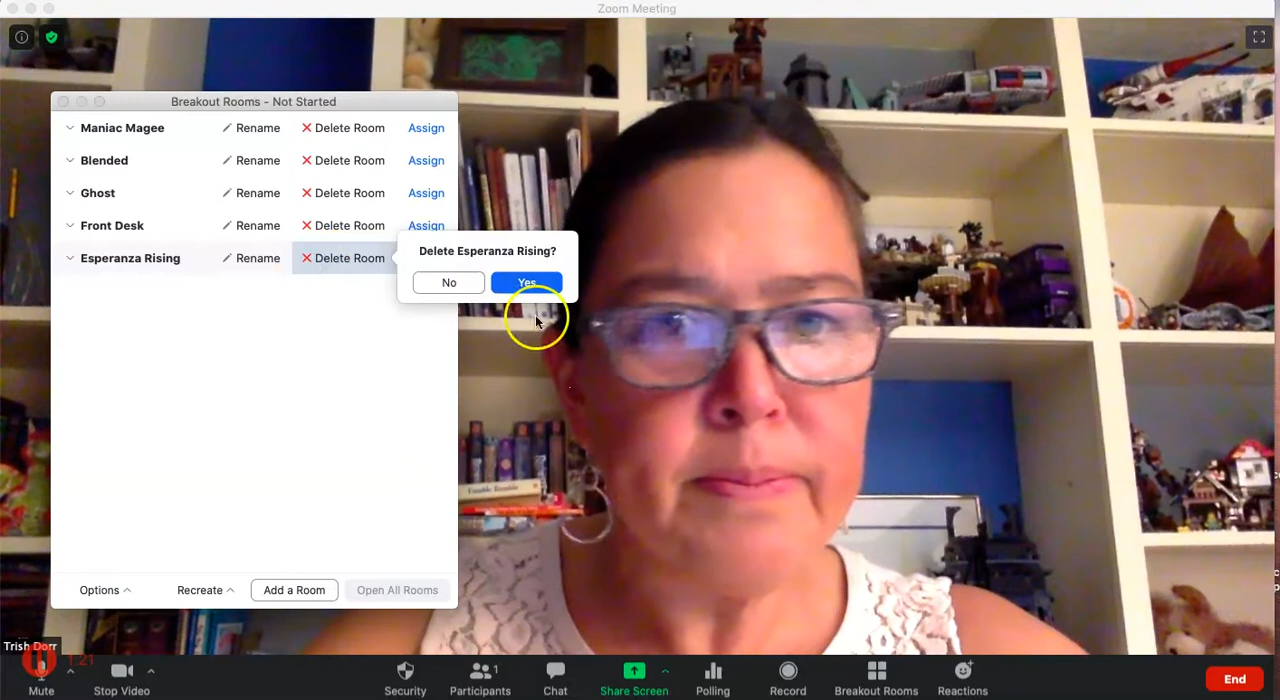 Zoom Meeting
Breakout Rooms - Not Started
Maniac Magee Rename Delete Room Assign
Blended Rename Delete Room Assign
Ghost Rename Delete Room Assign
Front Desk Rename Delete Room Assign
Esperanza Rising Rename Delete Room
Delete Esperanza Rising?
No Yes
Options Recreate Add a Room Open All Rooms
Trish Dorr
1:21
Mute Stop Video Security Participants 1 Chat Share Screen Polling Record Breakout Rooms Reactions End